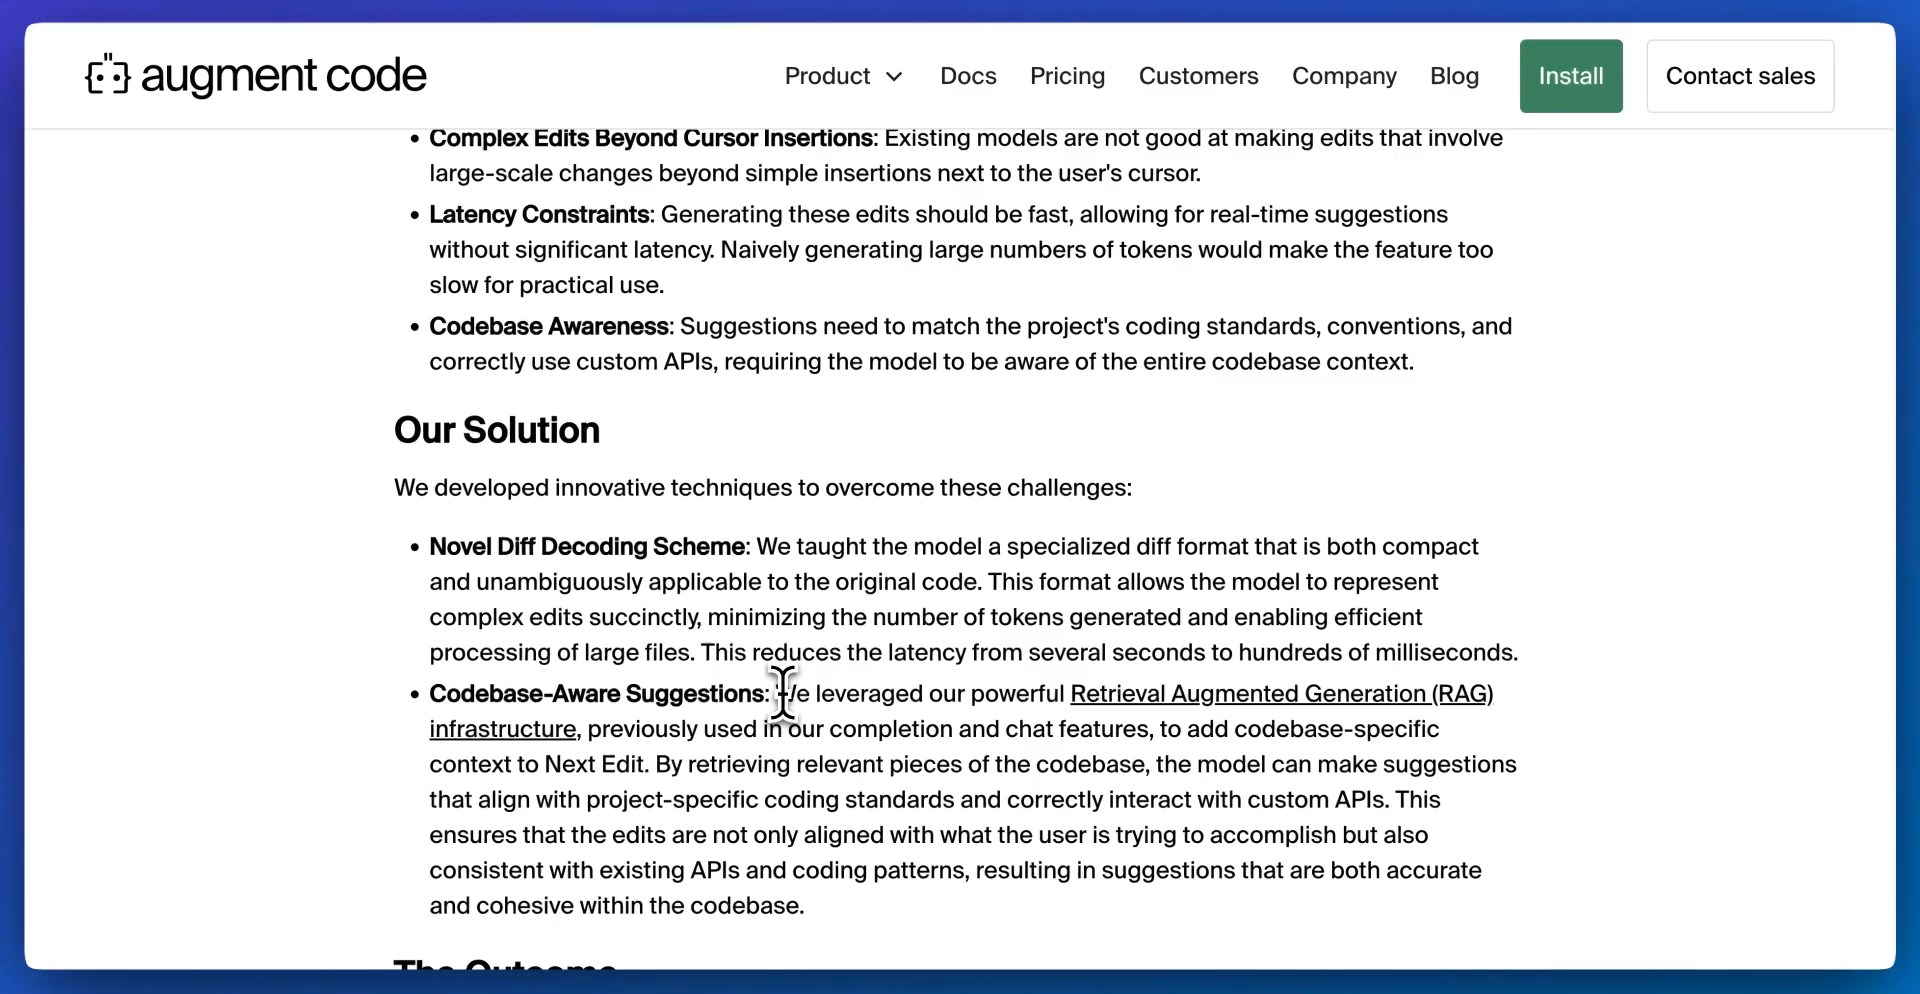 augment code
Product Docs Pricing Customers Company Blog Install Contact sales
• Complex Edits Beyond Cursor Insertions: Existing models are not good at making edits that involve
large-scale changes beyond simple insertions next to the user's cursor.
• Latency Constraints: Generating these edits should be fast, allowing for real-time suggestions
without significant latency. Naively generating large numbers of tokens would make the feature too
slow for practical use.
• Codebase Awareness: Suggestions need to match the project's coding standards, conventions, and
correctly use custom APIs, requiring the model to be aware of the entire codebase context.
Our Solution
We developed innovative techniques to overcome these challenges:
• Novel Diff Decoding Scheme: We taught the model a specialized diff format that is both compact
and unambiguously applicable to the original code. This format allows the model to represent
complex edits succinctly, minimizing the number of tokens generated and enabling efficient
processing of large files. This reduces the latency from several seconds to hundreds of milliseconds.
• Codebase-Aware Suggestions: We leveraged our powerful Retrieval Augmented Generation (RAG)
infrastructure, previously used in our completion and chat features, to add codebase-specific
context to Next Edit. By retrieving relevant pieces of the codebase, the model can make suggestions
that align with project-specific coding standards and correctly interact with custom APIs. This
ensures that the edits are not only aligned with what the user is trying to accomplish but also
consistent with existing APIs and coding patterns, resulting in suggestions that are both accurate
and cohesive within the codebase.
The Outcome